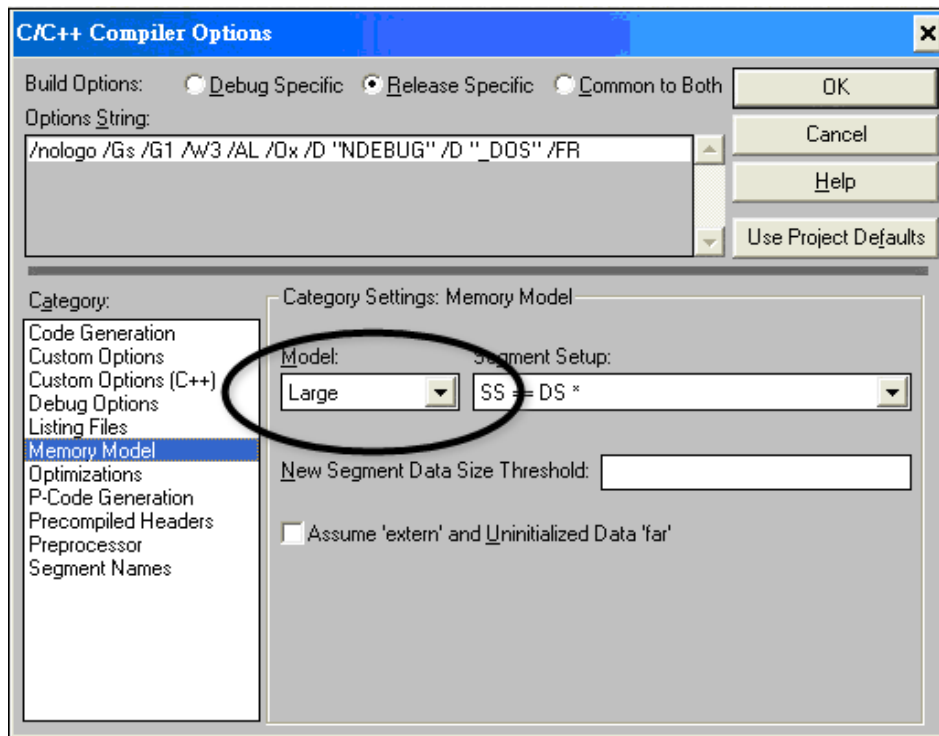 C/C++ Compiler Options
Build Options: Debug Specific Release Specific Common to Both
OK
Options String:
/nologo /Gs /G1 /W3 /AL /Ox /D "NDEBUG" /D "_DOS" /FR
Cancel
Help
Use Project Defaults
Category:
Code Generation
Custom Options
Custom Options (C++)
Debug Options
Listing Files
Memory Model
Optimizations
P-Code Generation
Precompiled Headers
Preprocessor
Segment Names
Category Settings: Memory Model
Model: Segment Setup:
Large SS == DS *
New Segment Data Size Threshold:
Assume 'extern' and Uninitialized Data 'far'